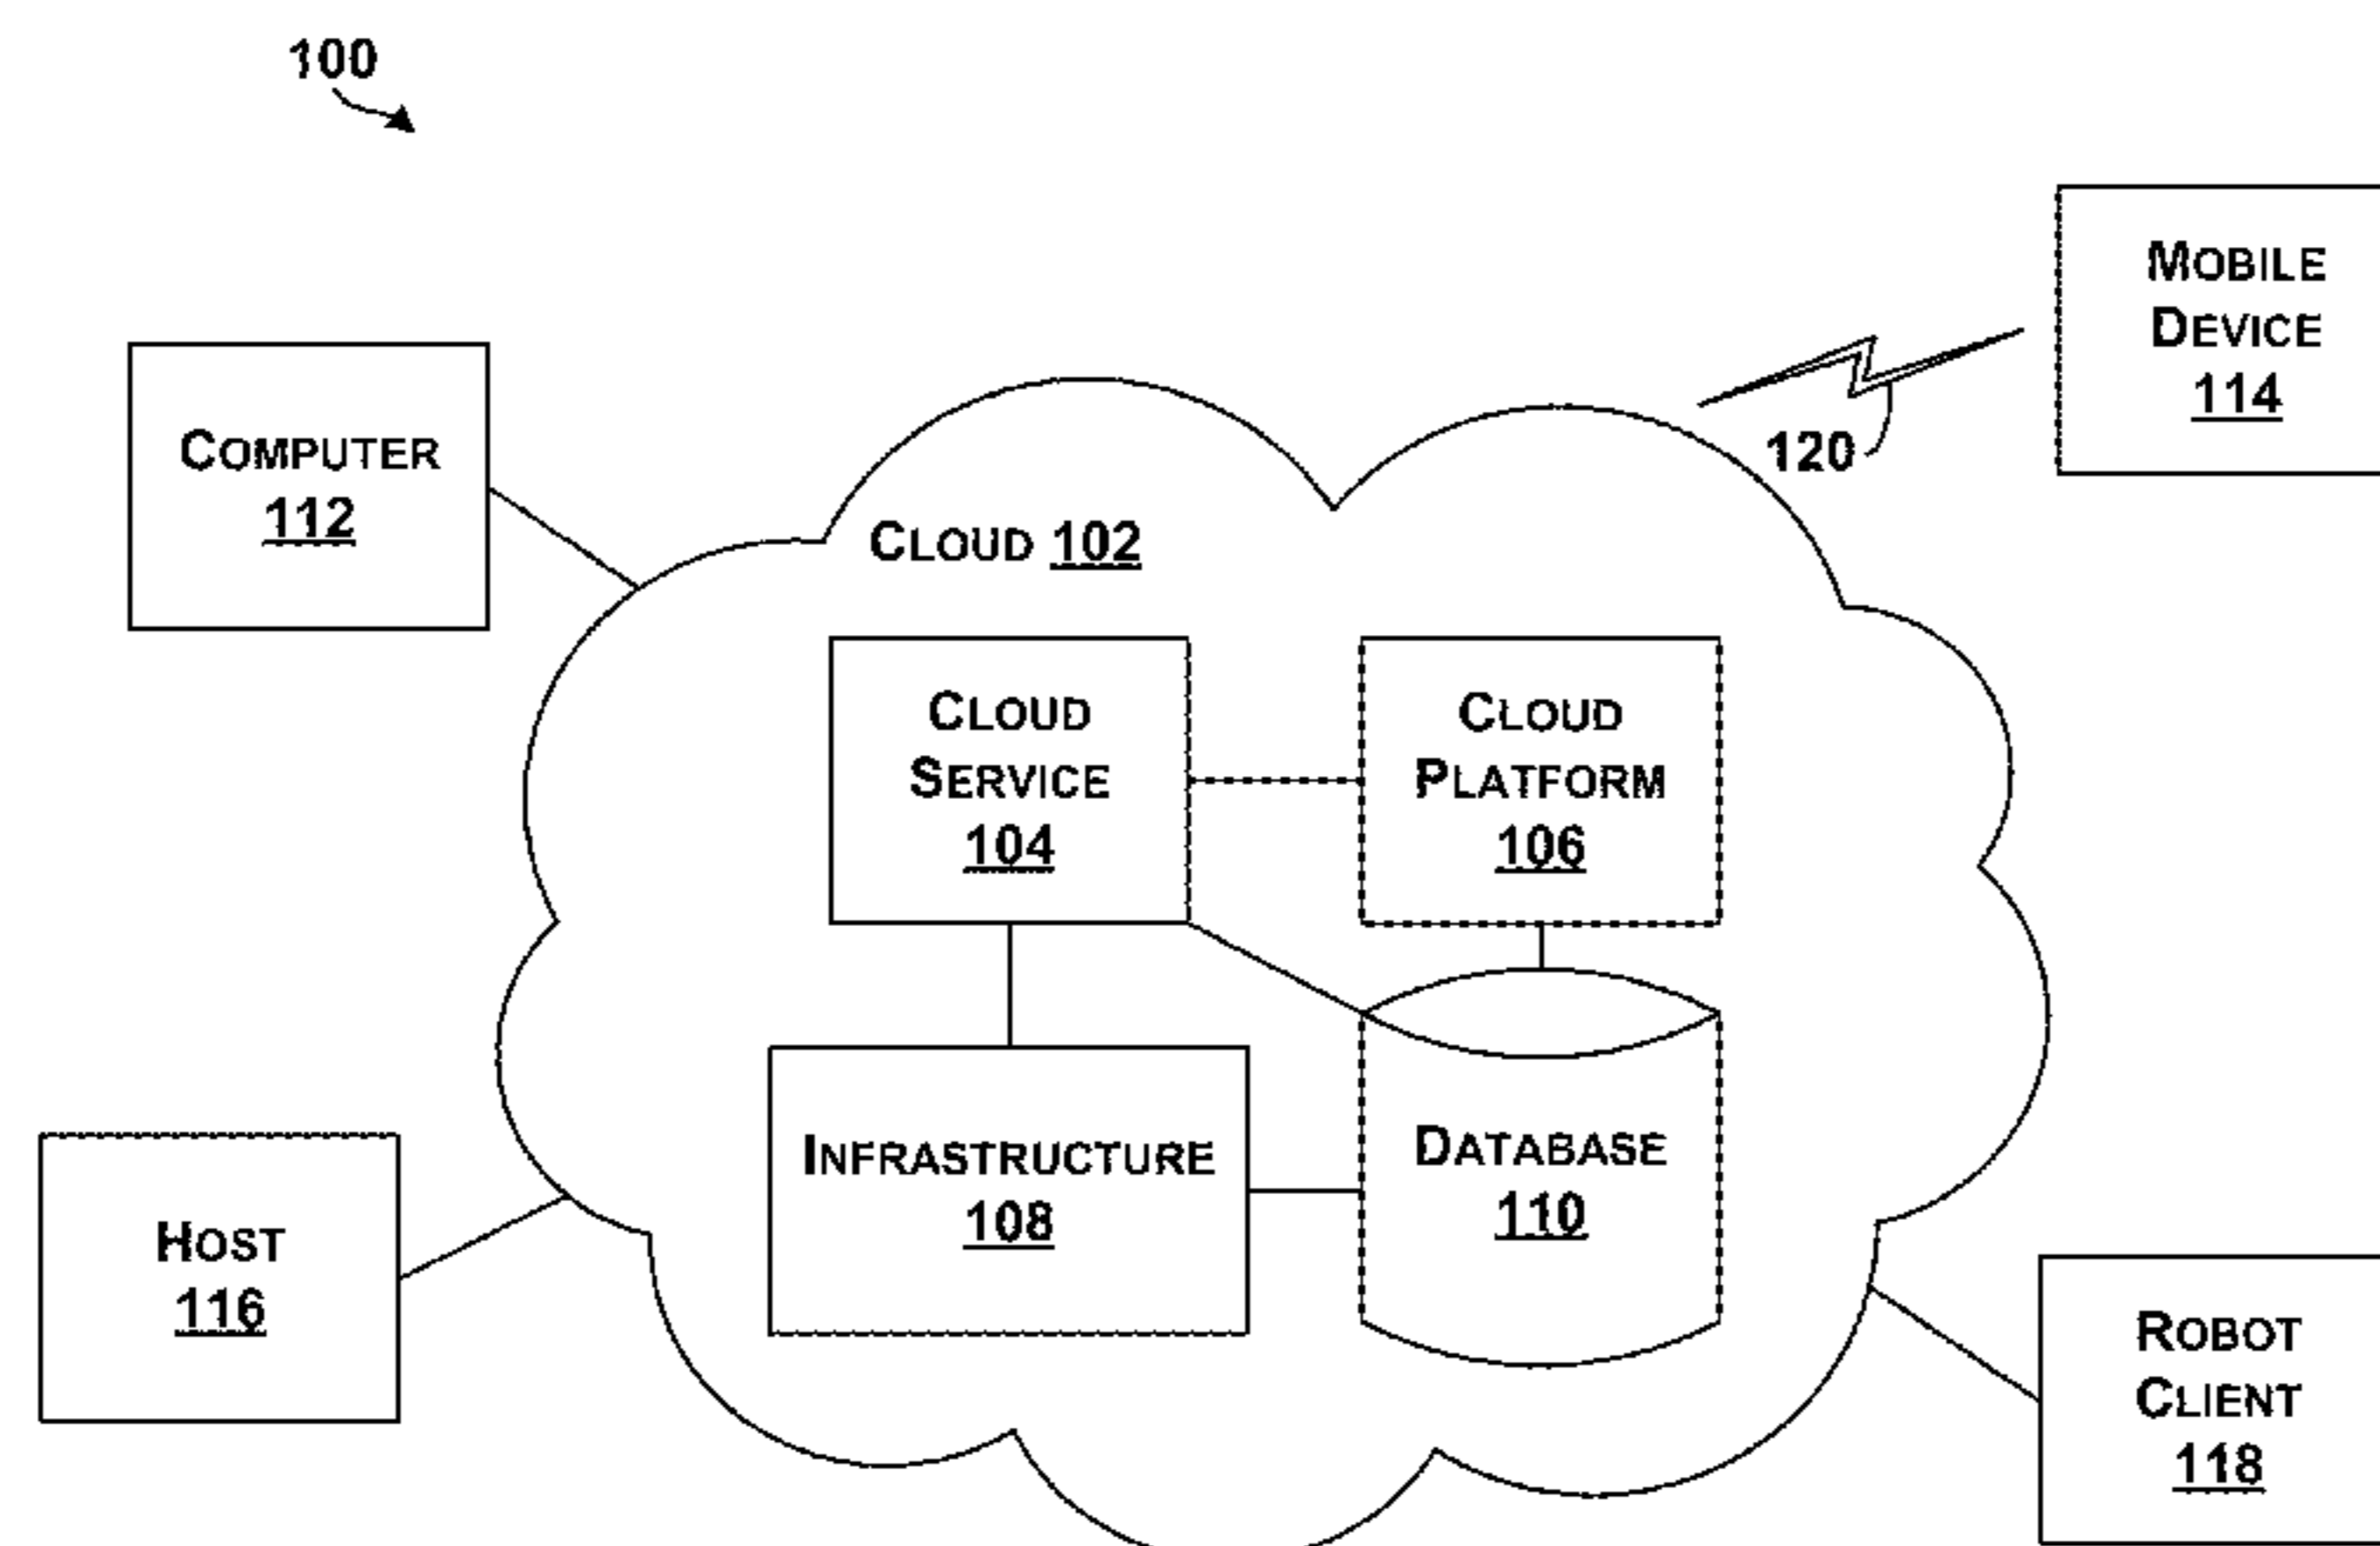 100
MOBILE
DEVICE
114
120
COMPUTER
112
CLOUD 102
CLOUD
SERVICE
104
CLOUD
PLATFORM
106
INFRASTRUCTURE
108
DATABASE
110
HOST
116
ROBOT
CLIENT
118